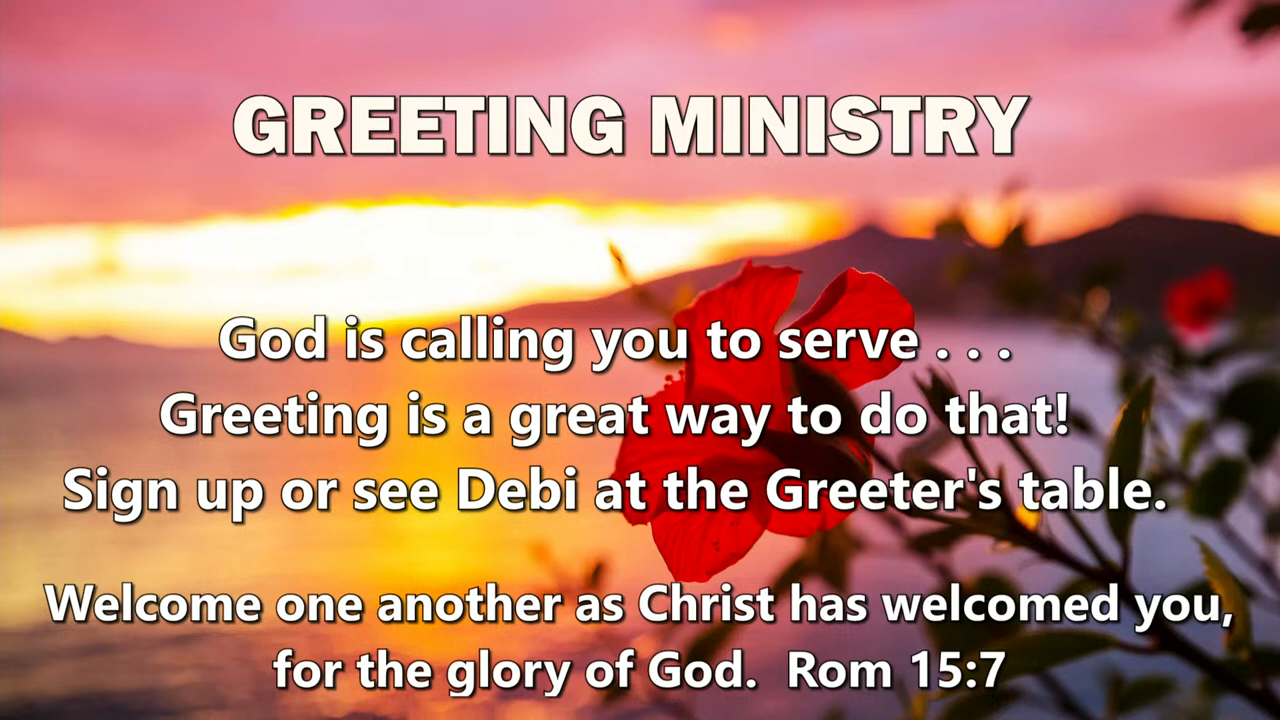 GREETING MINISTRY
God is calling you to serve . . .
Greeting is a great way to do that!
Sign up or see Debi at the Greeter's table.
Welcome one another as Christ has welcomed you,
for the glory of God.  Rom 15:7